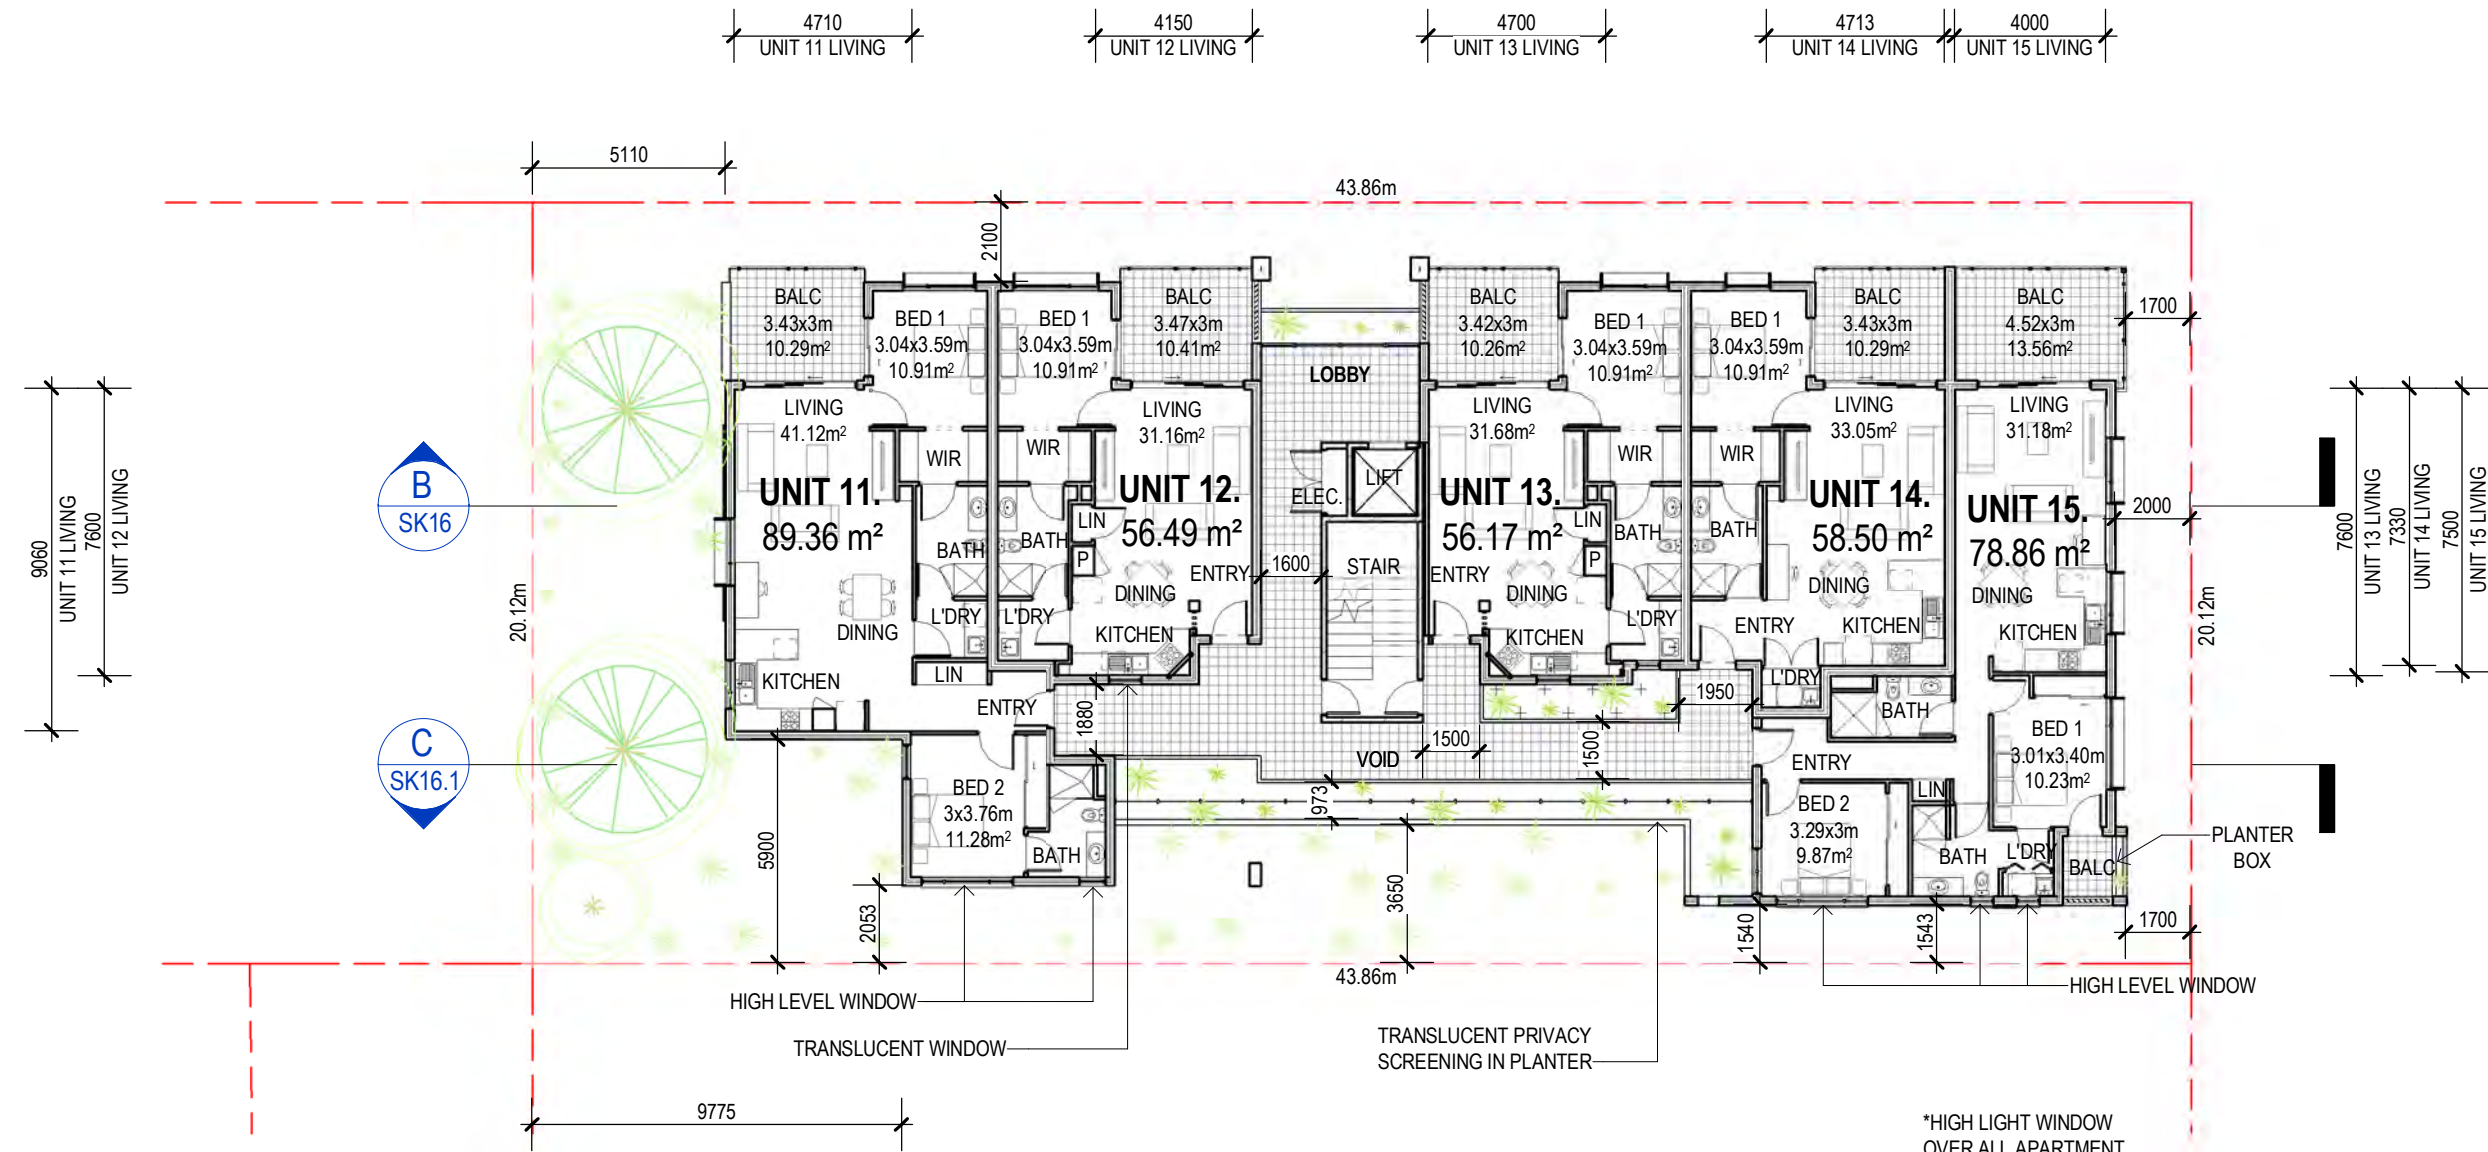 4710
UNIT 11 LIVING
4150
UNIT 12 LIVING
4700
UNIT 13 LIVING
4713
UNIT 14 LIVING
4000
UNIT 15 LIVING
5110
43.86m
2100
BALC
3.43x3m
10.29m²
BED 1
3.04x3.59m
10.91m²
BED 1
3.04x3.59m
10.91m²
BALC
3.47x3m
10.41m²
LOBBY
BALC
3.42x3m
10.26m²
BED 1
3.04x3.59m
10.91m²
BED 1
3.04x3.59m
10.91m²
BALC
3.43x3m
10.29m²
BALC
4.52x3m
13.56m²
1700
LIVING
41.12m²
WIR
WIR
LIVING
31.16m²
LIVING
31.68m²
WIR
WIR
LIVING
33.05m²
LIVING
31.18m²
9060
UNIT 11 LIVING
7600
UNIT 12 LIVING
B
SK16
20.12m
UNIT 11.
89.36 m²
BATH
BATH
LIN
P
UNIT 12.
56.49 m²
ELEC.
LIFT
UNIT 13.
56.17 m²
LIN
P
BATH
BATH
UNIT 14.
58.50 m²
UNIT 15.
78.86 m²
2000
7600
UNIT 13 LIVING
7330
UNIT 14 LIVING
7500
UNIT 15 LIVING
20.12m
DINING
L'DRY
L'DRY
DINING
ENTRY
KITCHEN
1600
STAIR
ENTRY
DINING
KITCHEN
L'DRY
ENTRY
DINING
KITCHEN
DINING
KITCHEN
KITCHEN
LIN
ENTRY
1880
VOID
1500
1500
1950
L'DRY
BATH
ENTRY
BED 1
3.01x3.40m
10.23m²
C
SK16.1
BED 2
3x3.76m
11.28m²
BATH
973
BED 2
3.29x3m
9.87m²
LIN
BATH
L'DRY
BALC
PLANTER
BOX
5900
2053
3650
1540
1543
1700
43.86m
HIGH LEVEL WINDOW
HIGH LEVEL WINDOW
TRANSLUCENT WINDOW
TRANSLUCENT PRIVACY
SCREENING IN PLANTER
9775
*HIGH LIGHT WINDOW
OVER ALL APARTMENT